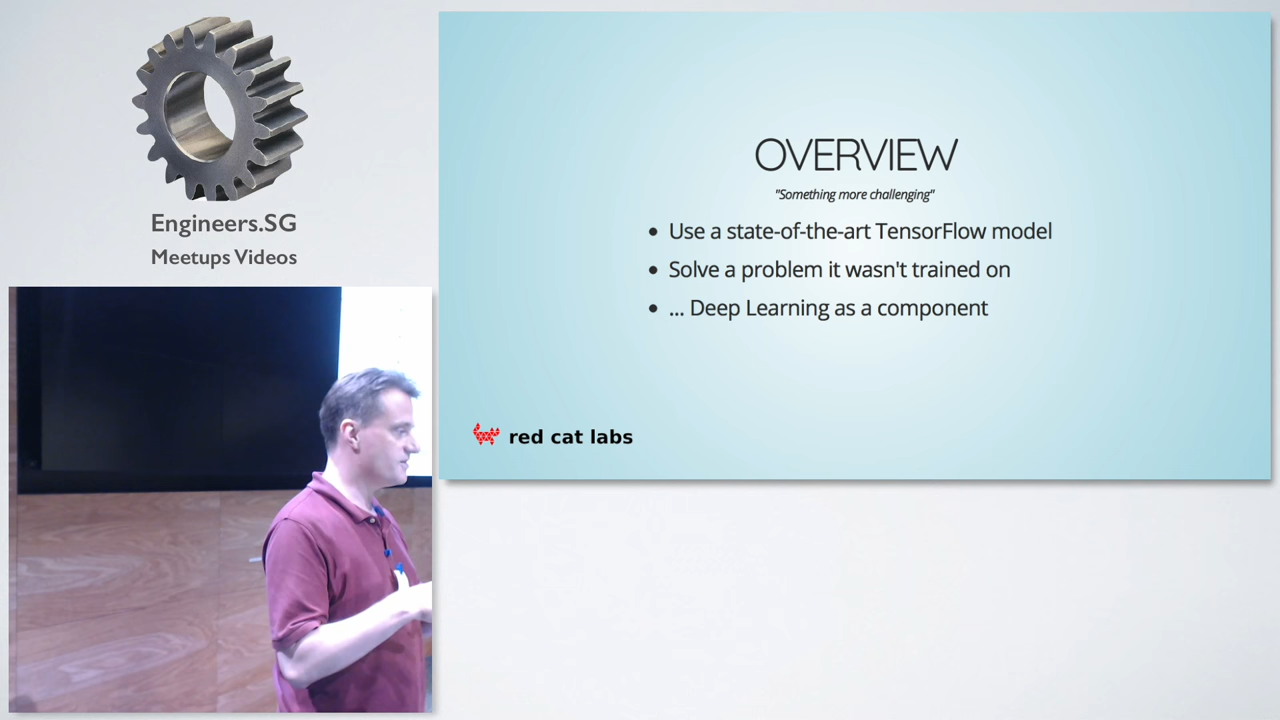 Engineers.SG
Meetups Videos
OVERVIEW
"Something more challenging"
• Use a state-of-the-art TensorFlow model
• Solve a problem it wasn't trained on
• ... Deep Learning as a component
red cat labs